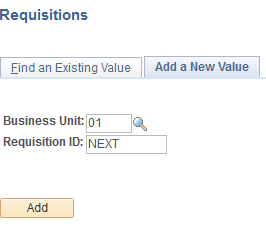 Requisitions
Find an Existing Value
Add a New Value
Business Unit: 01
Requisition ID: NEXT
Add